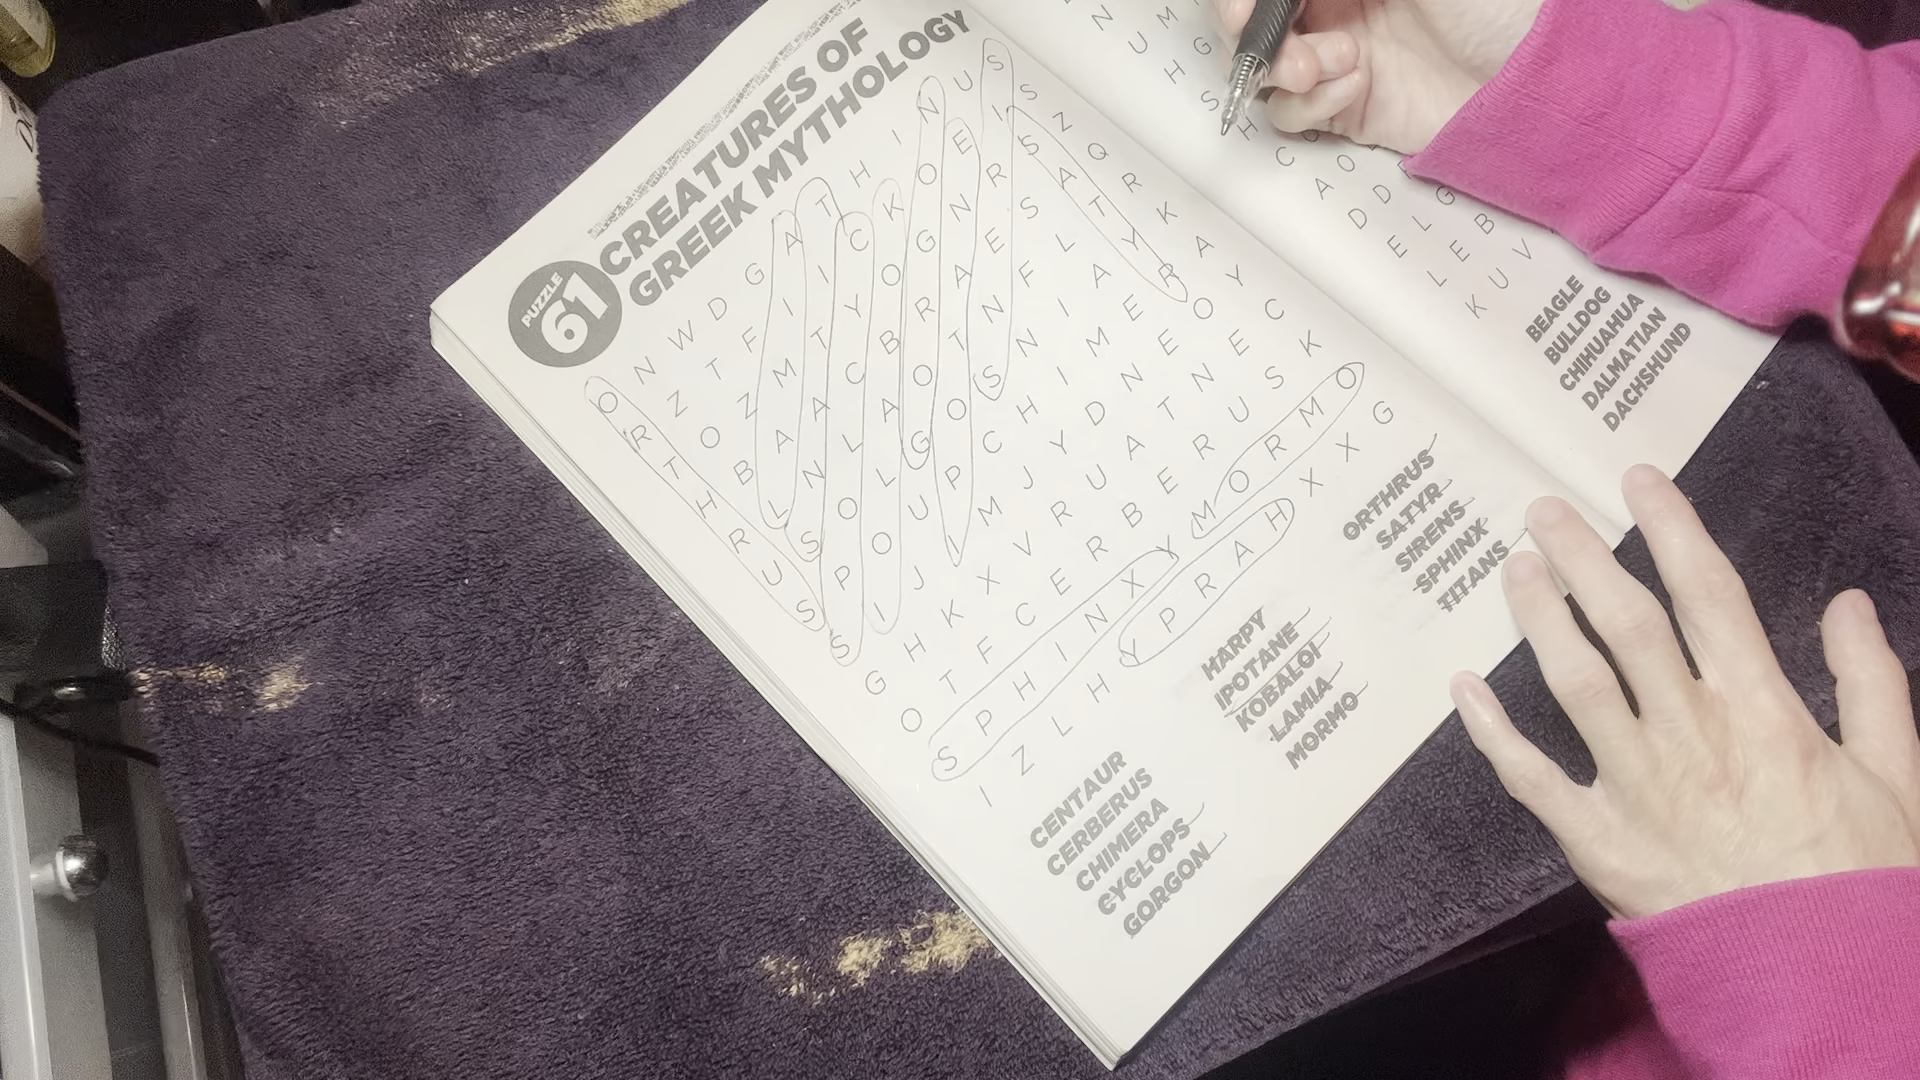 PUZZLE
61
CREATURES OF
GREEK MYTHOLOGY
O N W D G A T H I N U S
R Z T F I I C K O E I S
T O Z M T Y O G N R S Z
H B A A C B R A E S A Q
R L N L A O T N F L T R
U S O L G O S N I A Y K
S P O U P C H I M E R A
S I J I M J Y D N E O Y
G H K X V R U A T N E C
O T F C E R B E R U S K
S P H I N X Y M O R M O
I Z L H Y P R A H X X G
CENTAUR
CERBERUS
CHIMERA
CYCLOPS
GORGON
HARPY
IPOTANE
KOBALOI
LAMIA
MORMO
ORTHRUS
SATYR
SIRENS
SPHINX
TITANS
N M
U G
H
S
H
C O
A O
D D
E L G
L E B
K U V
BEAGLE
BULLDOG
CHIHUAHUA
DALMATIAN
DACHSHUND